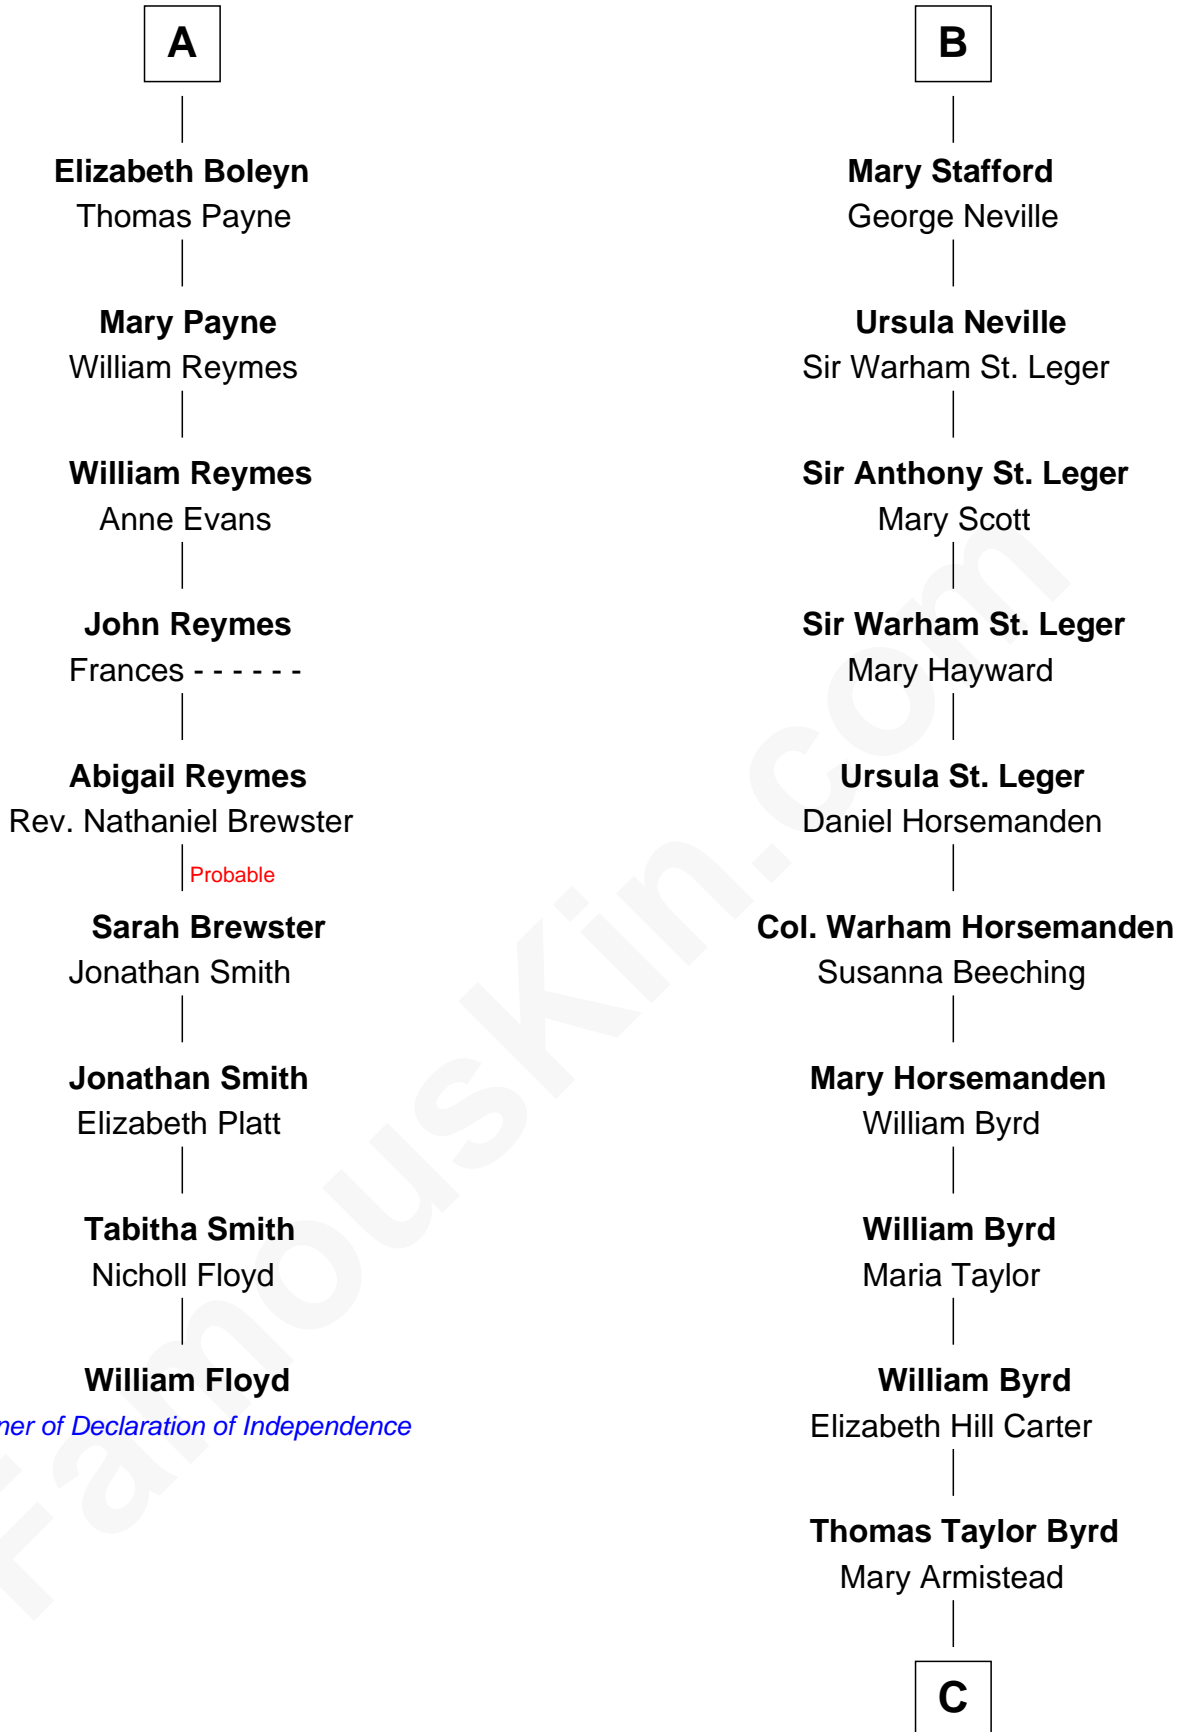 A
Elizabeth Boleyn
Thomas Payne
Mary Payne
William Reymes
William Reymes
Anne Evans
John Reymes
Frances - - - - - -
Abigail Reymes
Rev. Nathaniel Brewster
Probable
Sarah Brewster
Jonathan Smith
Jonathan Smith
Elizabeth Platt
Tabitha Smith
Nicholl Floyd
William Floyd
ner of Declaration of Independence
B
Mary Stafford
George Neville
Ursula Neville
Sir Warham St. Leger
Sir Anthony St. Leger
Mary Scott
Sir Warham St. Leger
Mary Hayward
Ursula St. Leger
Daniel Horsemanden
Col. Warham Horsemanden
Susanna Beeching
Mary Horsemanden
William Byrd
William Byrd
Maria Taylor
William Byrd
Elizabeth Hill Carter
Thomas Taylor Byrd
Mary Armistead
C
FamousKin.com